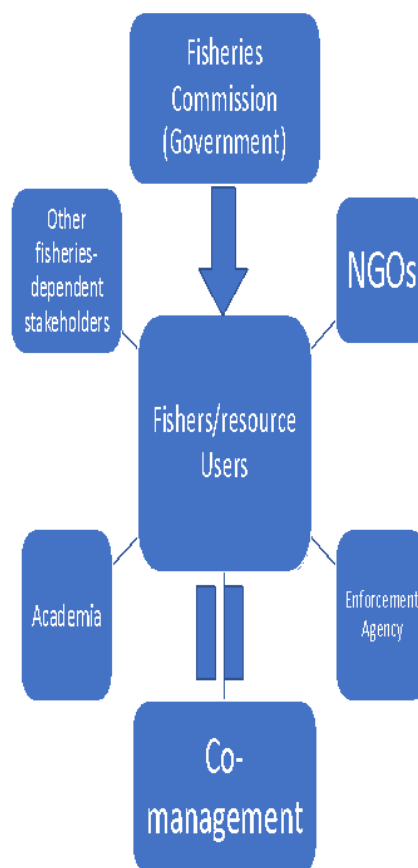 Fisheries
Commission
(Government)
Other
fisheries-
dependent
stakeholders
NGOs
Fishers/resource
Users
Academia
Enforcement
Agency
Co-
management